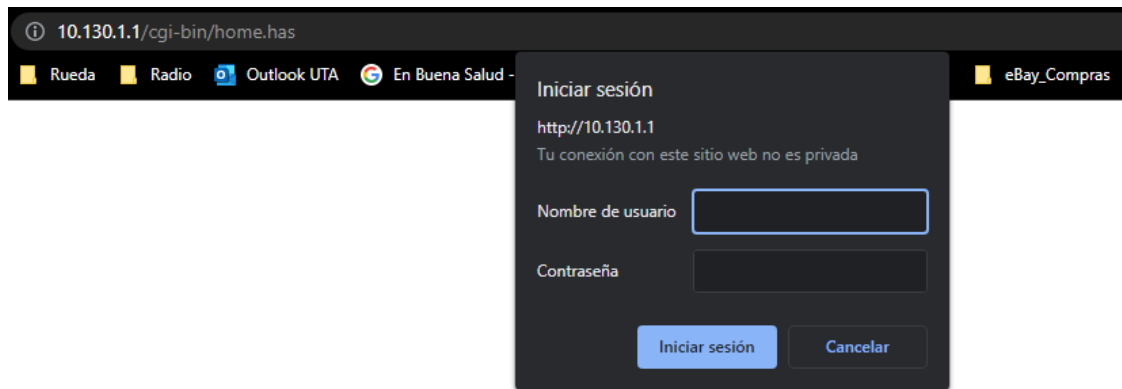 10.130.1.1/cgi-bin/home.has
Rueda Radio Outlook UTA En Buena Salud - eBay_Compras
Iniciar sesión
http://10.130.1.1
Tu conexión con este sitio web no es privada
Nombre de usuario
Contraseña
Iniciar sesión Cancelar